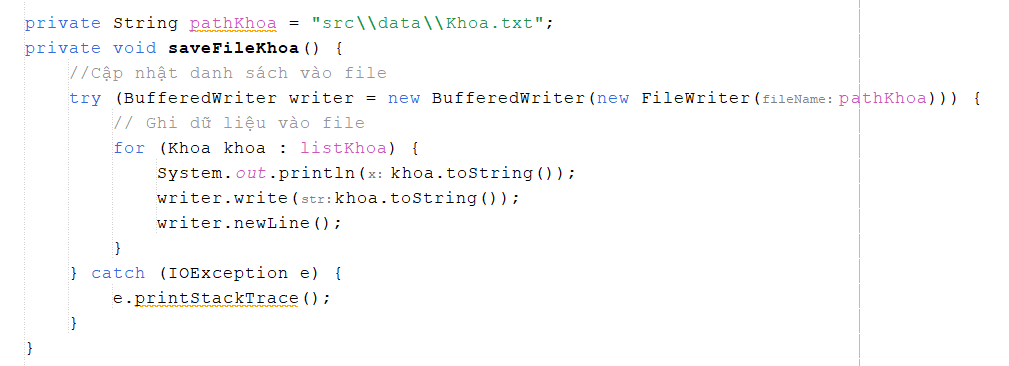 private String pathKhoa = "src\\data\\Khoa.txt";
private void saveFileKhoa() {
//Cập nhật danh sách vào file
try (BufferedWriter writer = new BufferedWriter(new FileWriter(fileName: pathKhoa))) {
// Ghi dữ liệu vào file
for (Khoa khoa : listKhoa) {
System.out.println(x: khoa.toString());
writer.write(str: khoa.toString());
writer.newLine();
}
} catch (IOException e) {
e.printStackTrace();
}
}